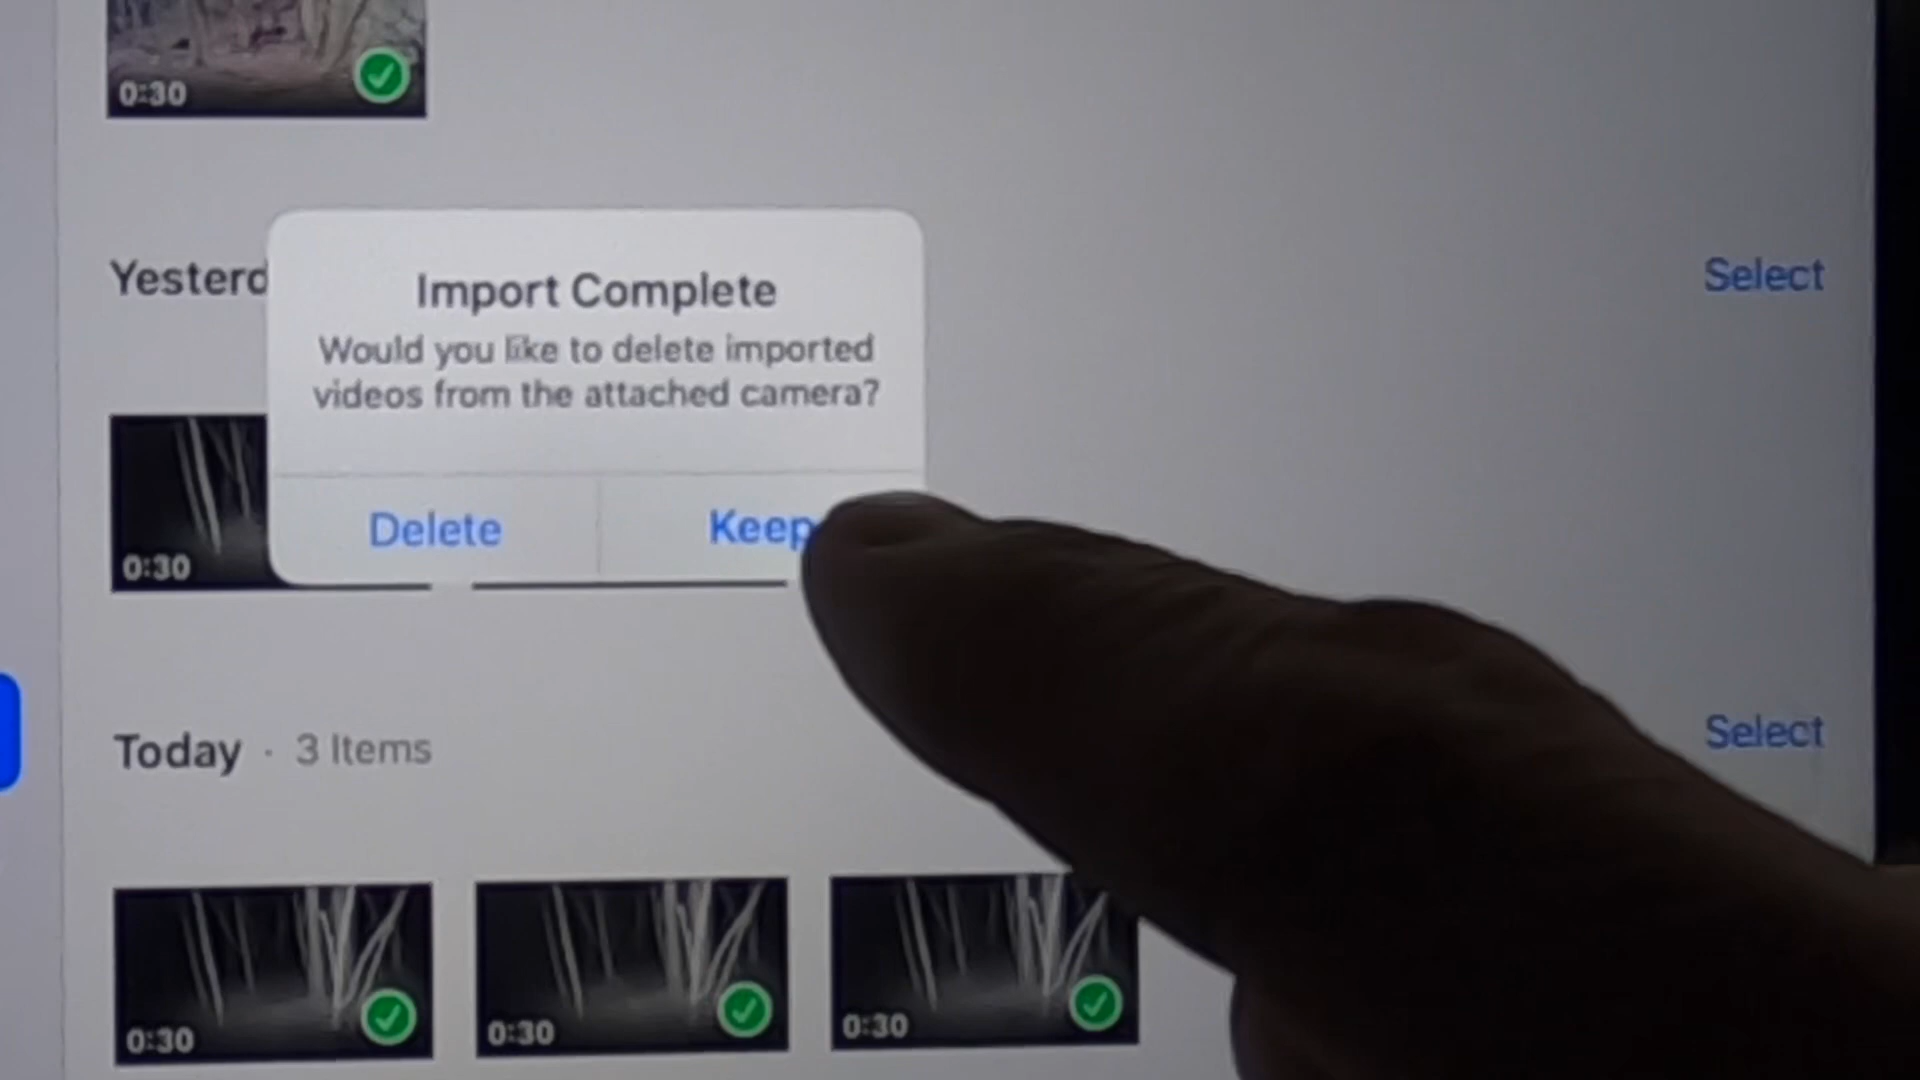 0:30
Yesterd
Select
Import Complete
Would you like to delete imported
videos from the attached camera?
Delete
Keep
0:30
Today · 3 Items
Select
0:30
0:30
0:30